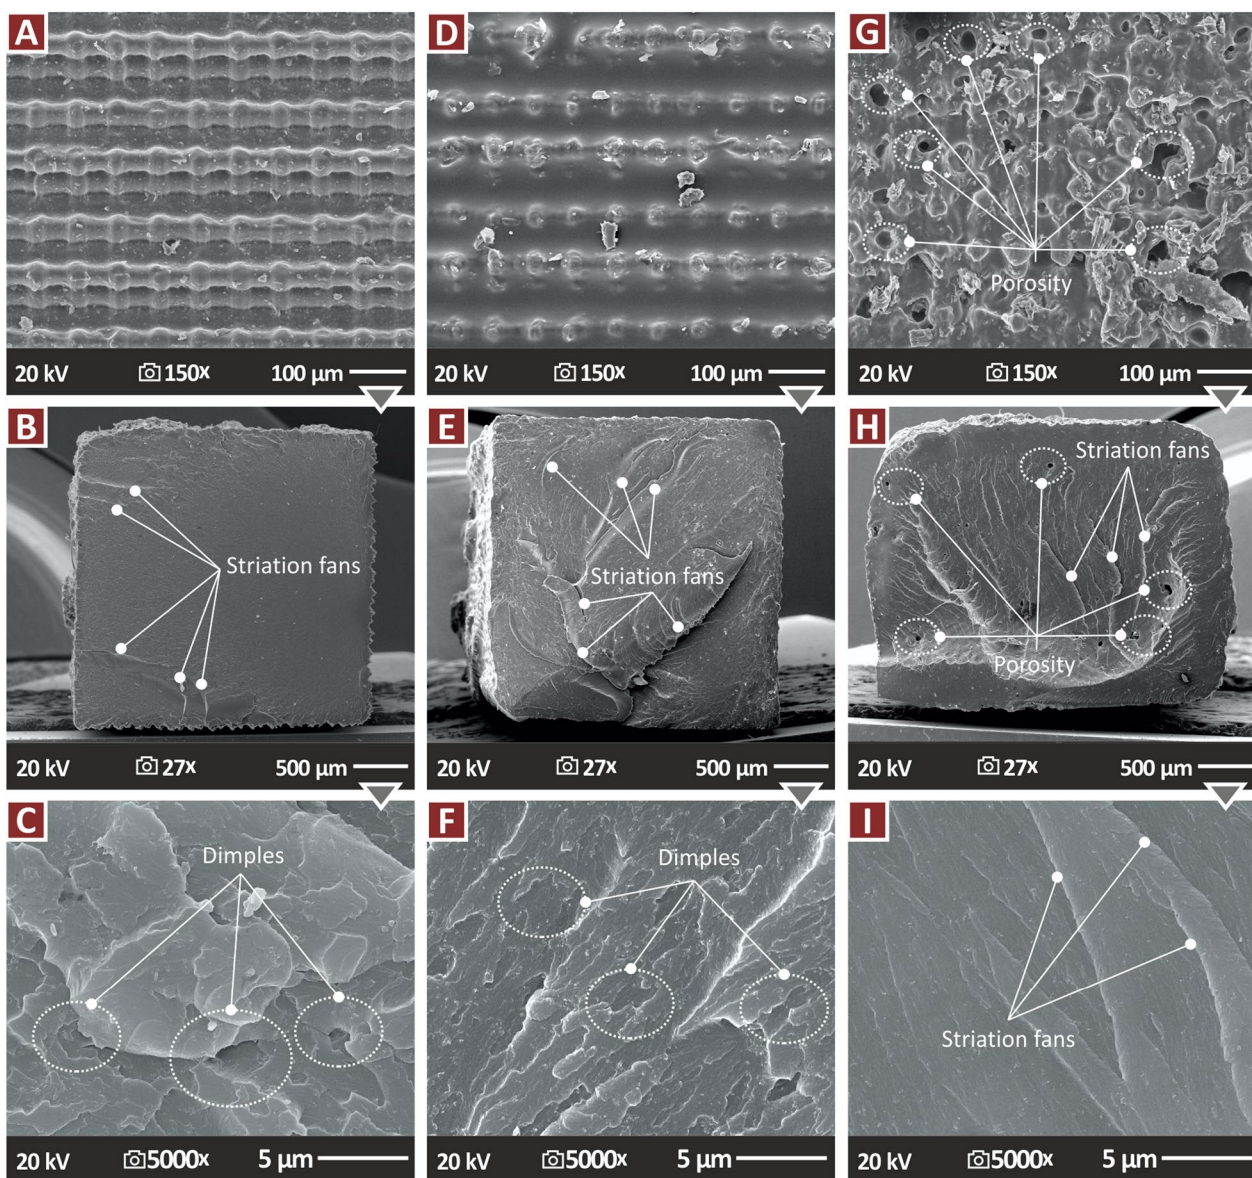 A
D
G
Porosity
20 kV 150x 100 µm
20 kV 150x 100 µm
20 kV 150x 100 µm
B
E
H
Striation fans
Striation fans
Striation fans
Porosity
20 kV 27x 500 µm
20 kV 27x 500 µm
20 kV 27x 500 µm
C
F
I
Dimples
Dimples
Striation fans
20 kV 5000x 5 µm
20 kV 5000x 5 µm
20 kV 5000x 5 µm